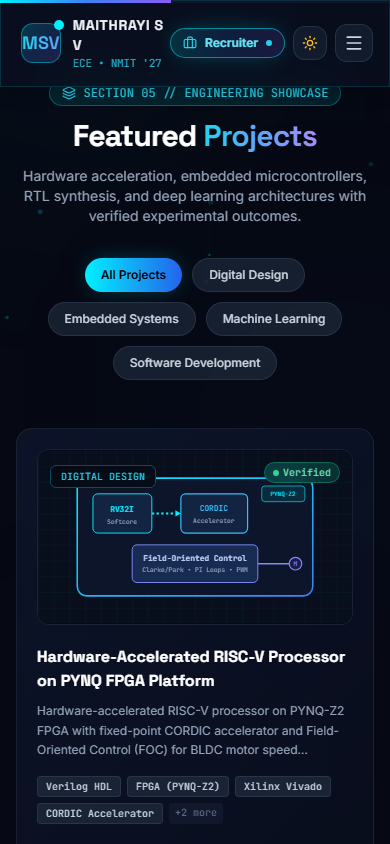 MSV
MAITHRAYI S
V
ECE • NMIT '27
Recruiter
SECTION 05 // ENGINEERING SHOWCASE
Featured Projects
Hardware acceleration, embedded microcontrollers,
RTL synthesis, and deep learning architectures with
verified experimental outcomes.
All Projects
Digital Design
Embedded Systems
Machine Learning
Software Development
DIGITAL DESIGN
Verified
PYNQ-Z2
RV32I
Softcore
CORDIC
Accelerator
Field-Oriented Control
Clarke/Park • PI Loops • PWM
M
Hardware-Accelerated RISC-V Processor
on PYNQ FPGA Platform
Hardware-accelerated RISC-V processor on PYNQ-Z2
FPGA with fixed-point CORDIC accelerator and Field-
Oriented Control (FOC) for BLDC motor speed...
Verilog HDL
FPGA (PYNQ-Z2)
Xilinx Vivado
CORDIC Accelerator
+2 more